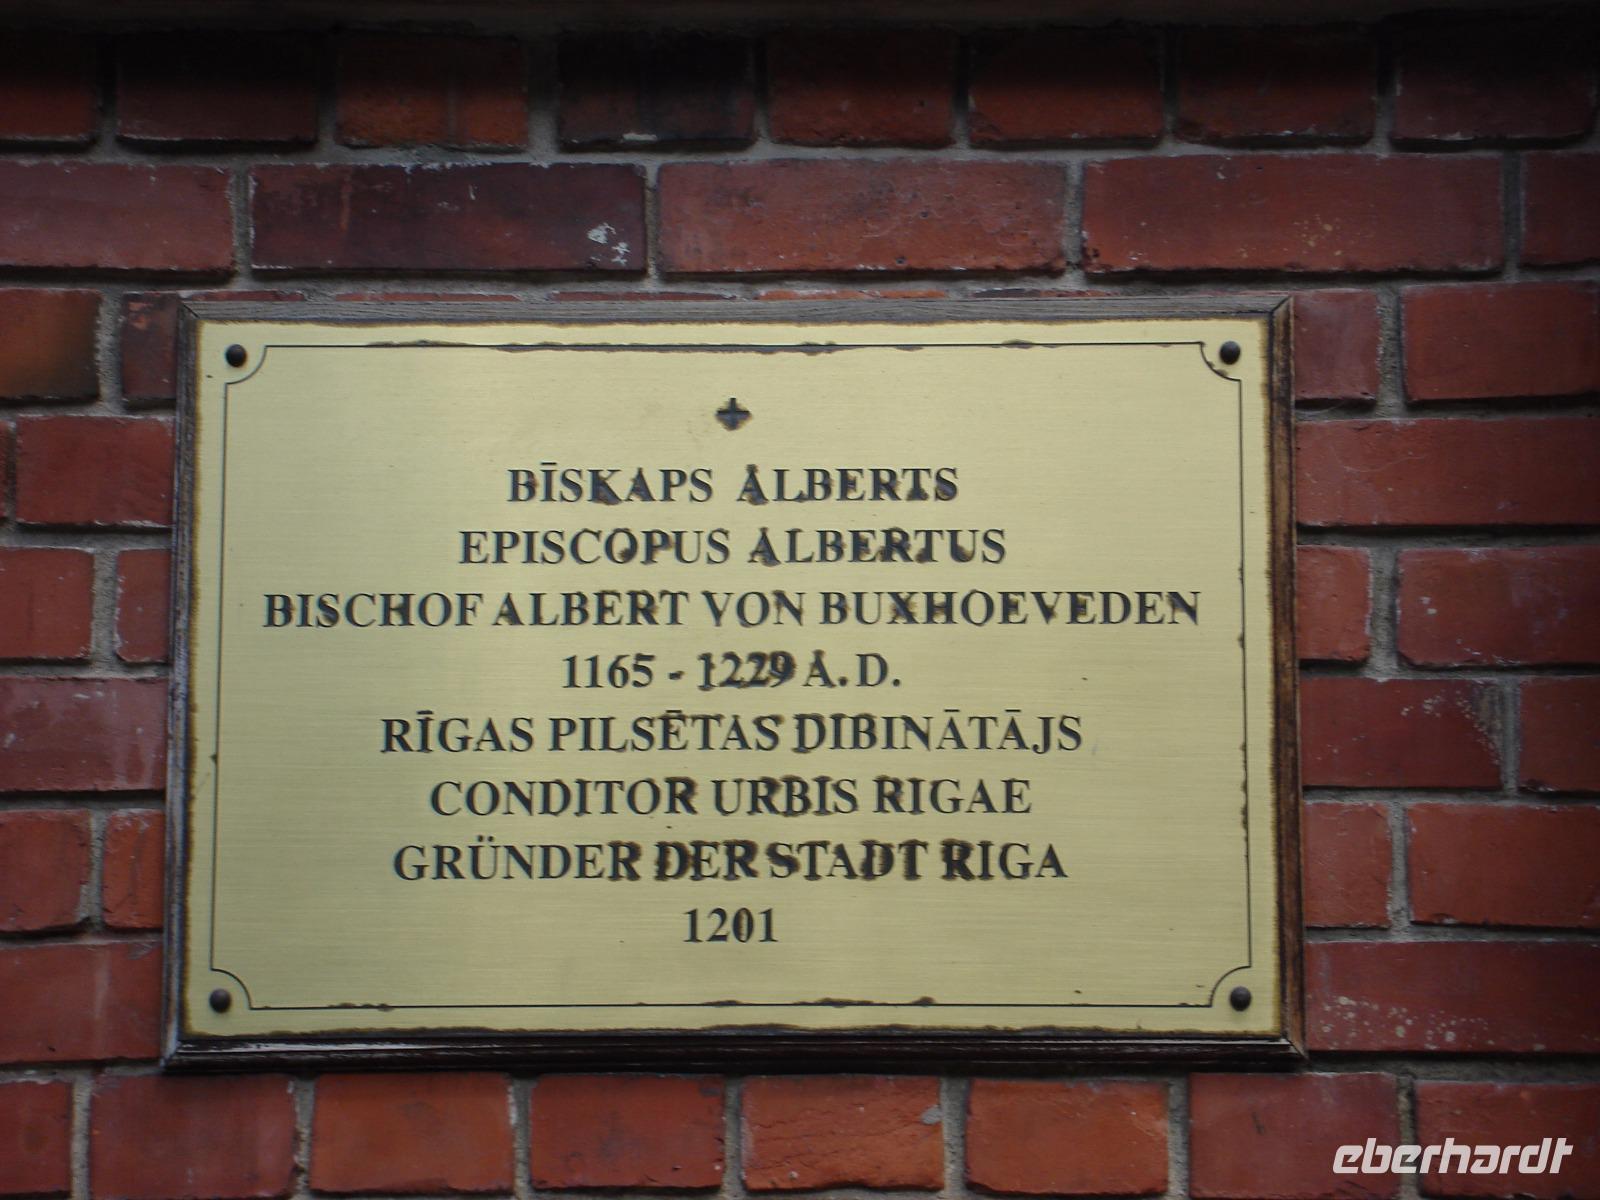 BĪSKAPS ALBERTS
EPISCOPUS ALBERTUS
BISCHOF ALBERT VON BUXHOEVEDEN
1165 - 1229 A. D.
RĪGAS PILSĒTAS DIBINĀTĀJS
CONDITOR URBIS RIGAE
GRÜNDER DER STADT RIGA
1201
eberhardt